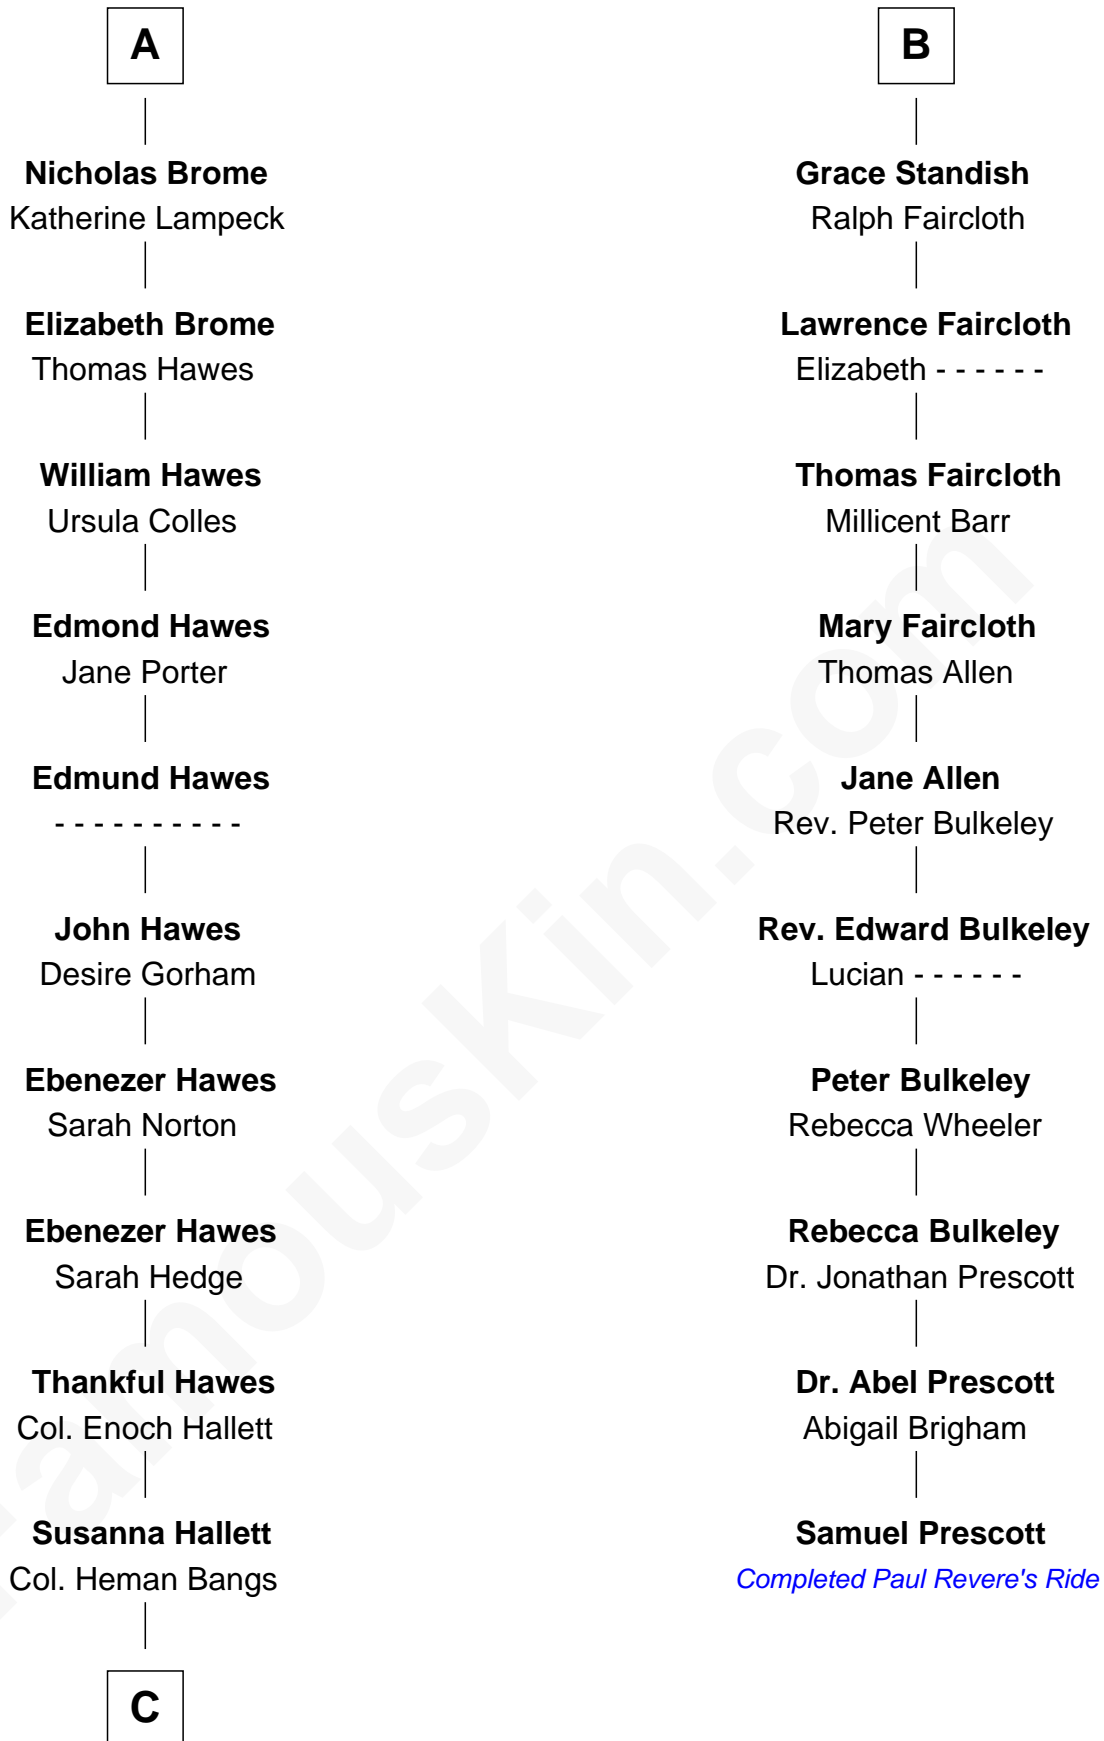 A
Nicholas Brome
Katherine Lampeck
Elizabeth Brome
Thomas Hawes
William Hawes
Ursula Colles
Edmond Hawes
Jane Porter
Edmund Hawes
- - - - - - - - - -
John Hawes
Desire Gorham
Ebenezer Hawes
Sarah Norton
Ebenezer Hawes
Sarah Hedge
Thankful Hawes
Col. Enoch Hallett
Susanna Hallett
Col. Heman Bangs
C
B
Grace Standish
Ralph Faircloth
Lawrence Faircloth
Elizabeth - - - - - -
Thomas Faircloth
Millicent Barr
Mary Faircloth
Thomas Allen
Jane Allen
Rev. Peter Bulkeley
Rev. Edward Bulkeley
Lucian - - - - - -
Peter Bulkeley
Rebecca Wheeler
Rebecca Bulkeley
Dr. Jonathan Prescott
Dr. Abel Prescott
Abigail Brigham
Samuel Prescott
Completed Paul Revere's Ride
FamousKin.com